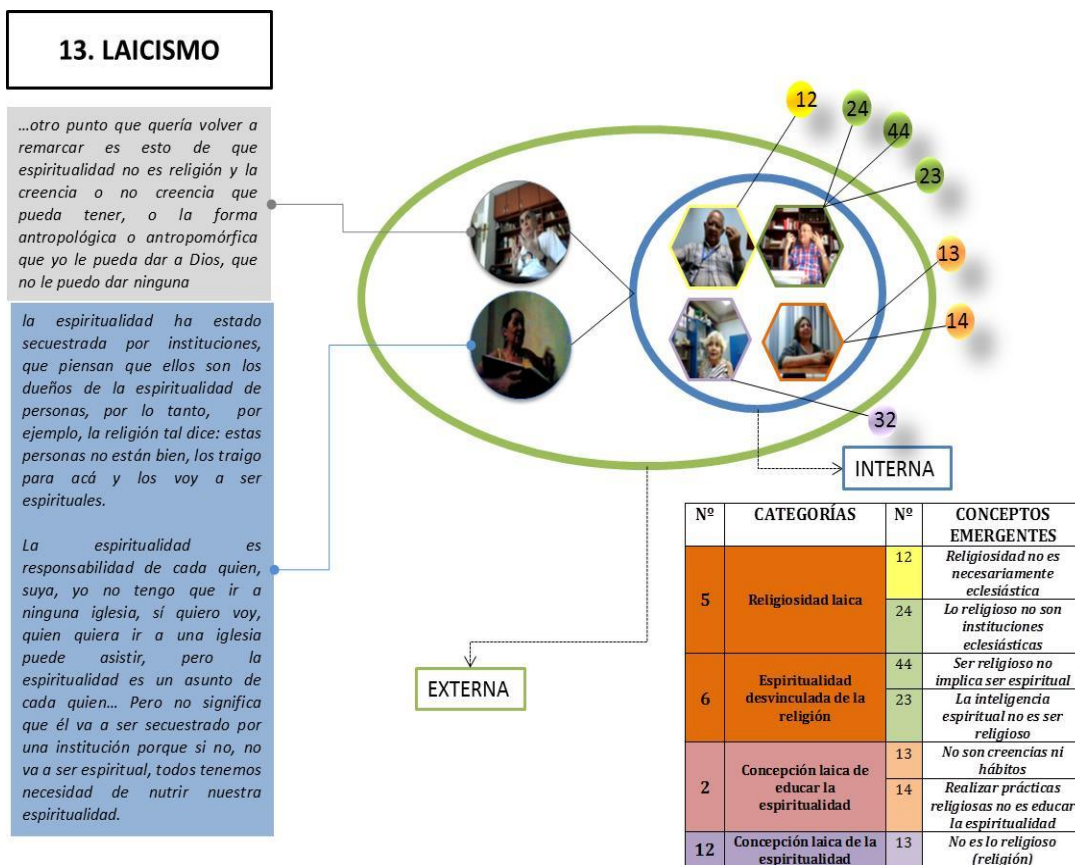 13. LAICISMO
…otro punto que quería volver a
remarcar es esto de que
espiritualidad no es religión y la
creencia o no creencia que
pueda tener, o la forma
antropológica o antropomórfica
que yo le pueda dar a Dios, que
no le puedo dar ninguna
la espiritualidad ha estado
secuestrada por instituciones,
que piensan que ellos son los
dueños de la espiritualidad de
personas, por lo tanto, por
ejemplo, la religión tal dice: estas
personas no están bien, los traigo
para acá y los voy a ser
espirituales.
La espiritualidad es
responsabilidad de cada quien,
suya, yo no tengo que ir a
ninguna iglesia, sí quiero voy,
quien quiera ir a una iglesia
puede asistir, pero la
espiritualidad es un asunto de
cada quien… Pero no significa
que él va a ser secuestrado por
una institución porque si no, no
va a ser espiritual, todos tenemos
necesidad de nutrir nuestra
espiritualidad.
12
24
44
23
13
14
32
INTERNA
EXTERNA
Nº CATEGORÍAS Nº CONCEPTOS
EMERGENTES
5 Religiosidad laica
12 Religiosidad no es
necesariamente
eclesiástica
24 Lo religioso no son
instituciones
eclesiásticas
6 Espiritualidad
desvinculada de la
religión
44 Ser religioso no
implica ser espiritual
23 La inteligencia
espiritual no es ser
religioso
2 Concepción laica de
educar la
espiritualidad
13 No son creencias ni
hábitos
14 Realizar prácticas
religiosas no es educar
la espiritualidad
12 Concepción laica de la
espiritualidad
13 No es lo religioso
(religión)